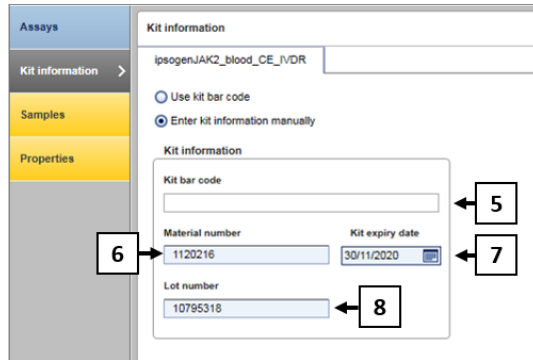 Assays
Kit information
Samples
Properties
Kit information
ipsogenJAK2_blood_CE_IVDR
Use kit bar code
Enter kit information manually
Kit information
Kit bar code
5
Material number
Kit expiry date
6
1120216
30/11/2020
7
Lot number
10795318
8